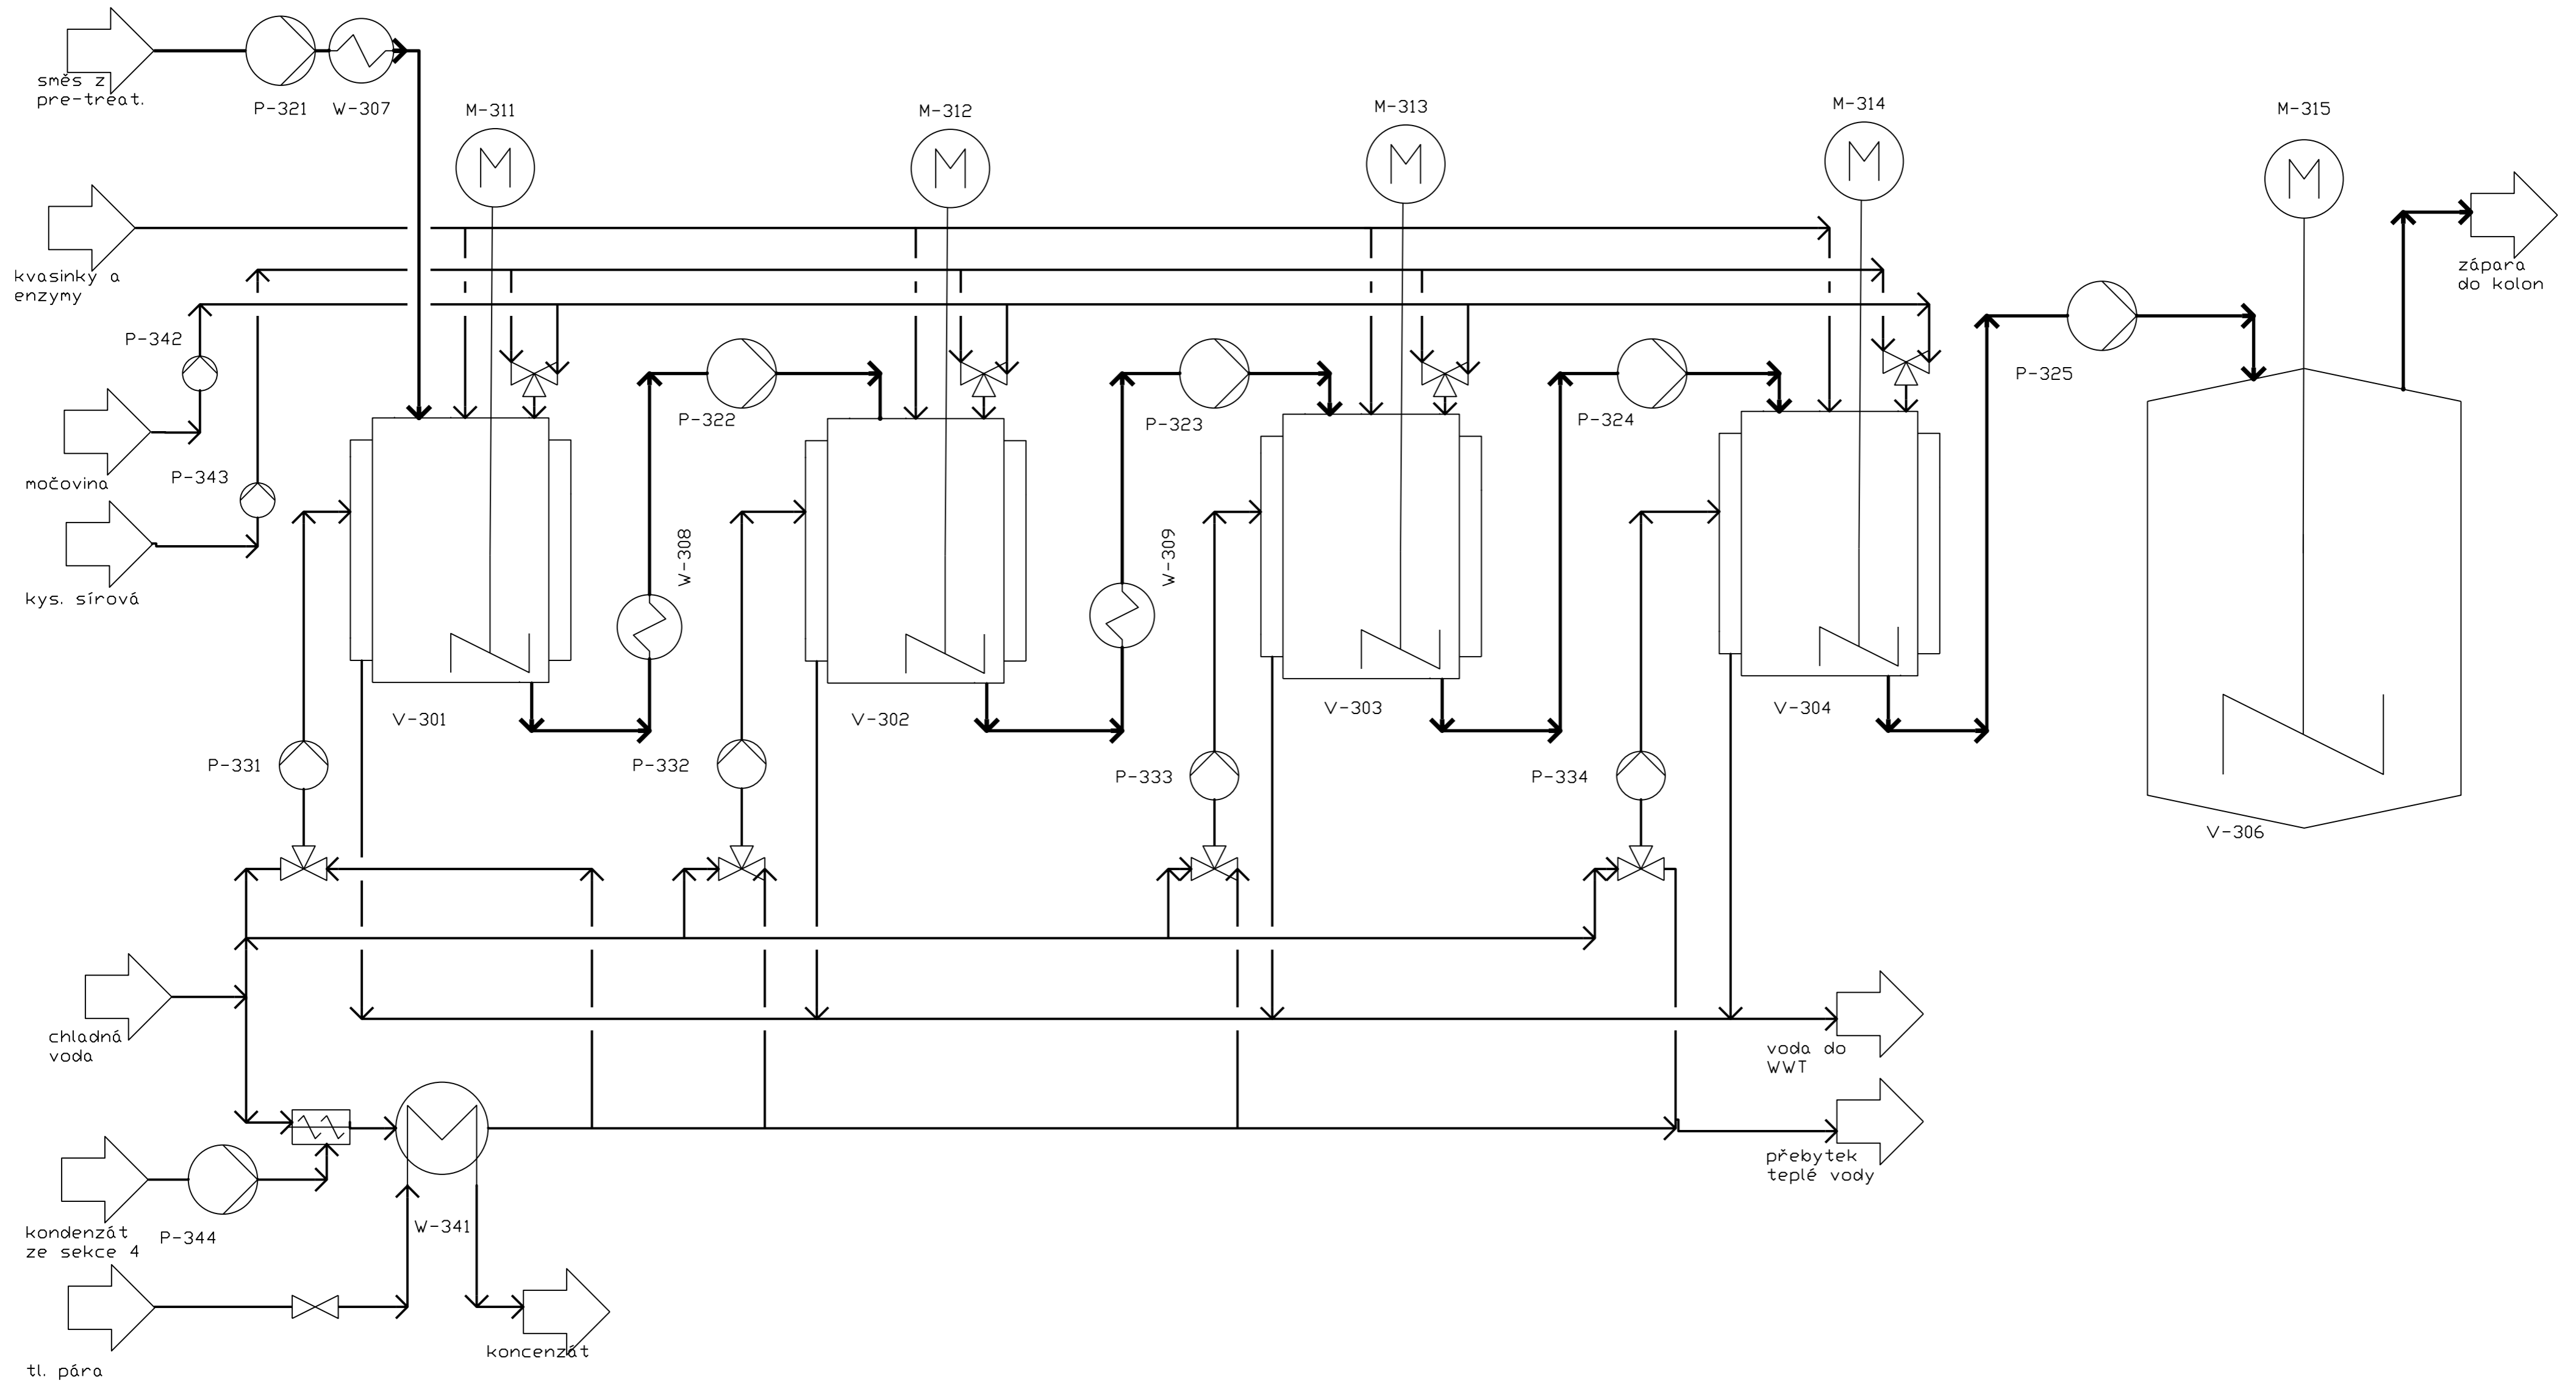 směs z
pre-treat.
P-321
W-307
M-311
M-312
M-313
M-314
M-315
M
M
M
M
M
kvasinky a
enzymy
zápara
do kolon
P-342
P-322
P-323
P-324
P-325
močovina
P-343
kys. sírová
W-308
W-309
V-301
V-302
V-303
V-304
P-331
P-332
P-333
P-334
V-306
chladná
voda
voda do
WWT
přebytek
teplé vody
kondenzát
ze sekce 4
P-344
W-341
koncenzát
tl. pára